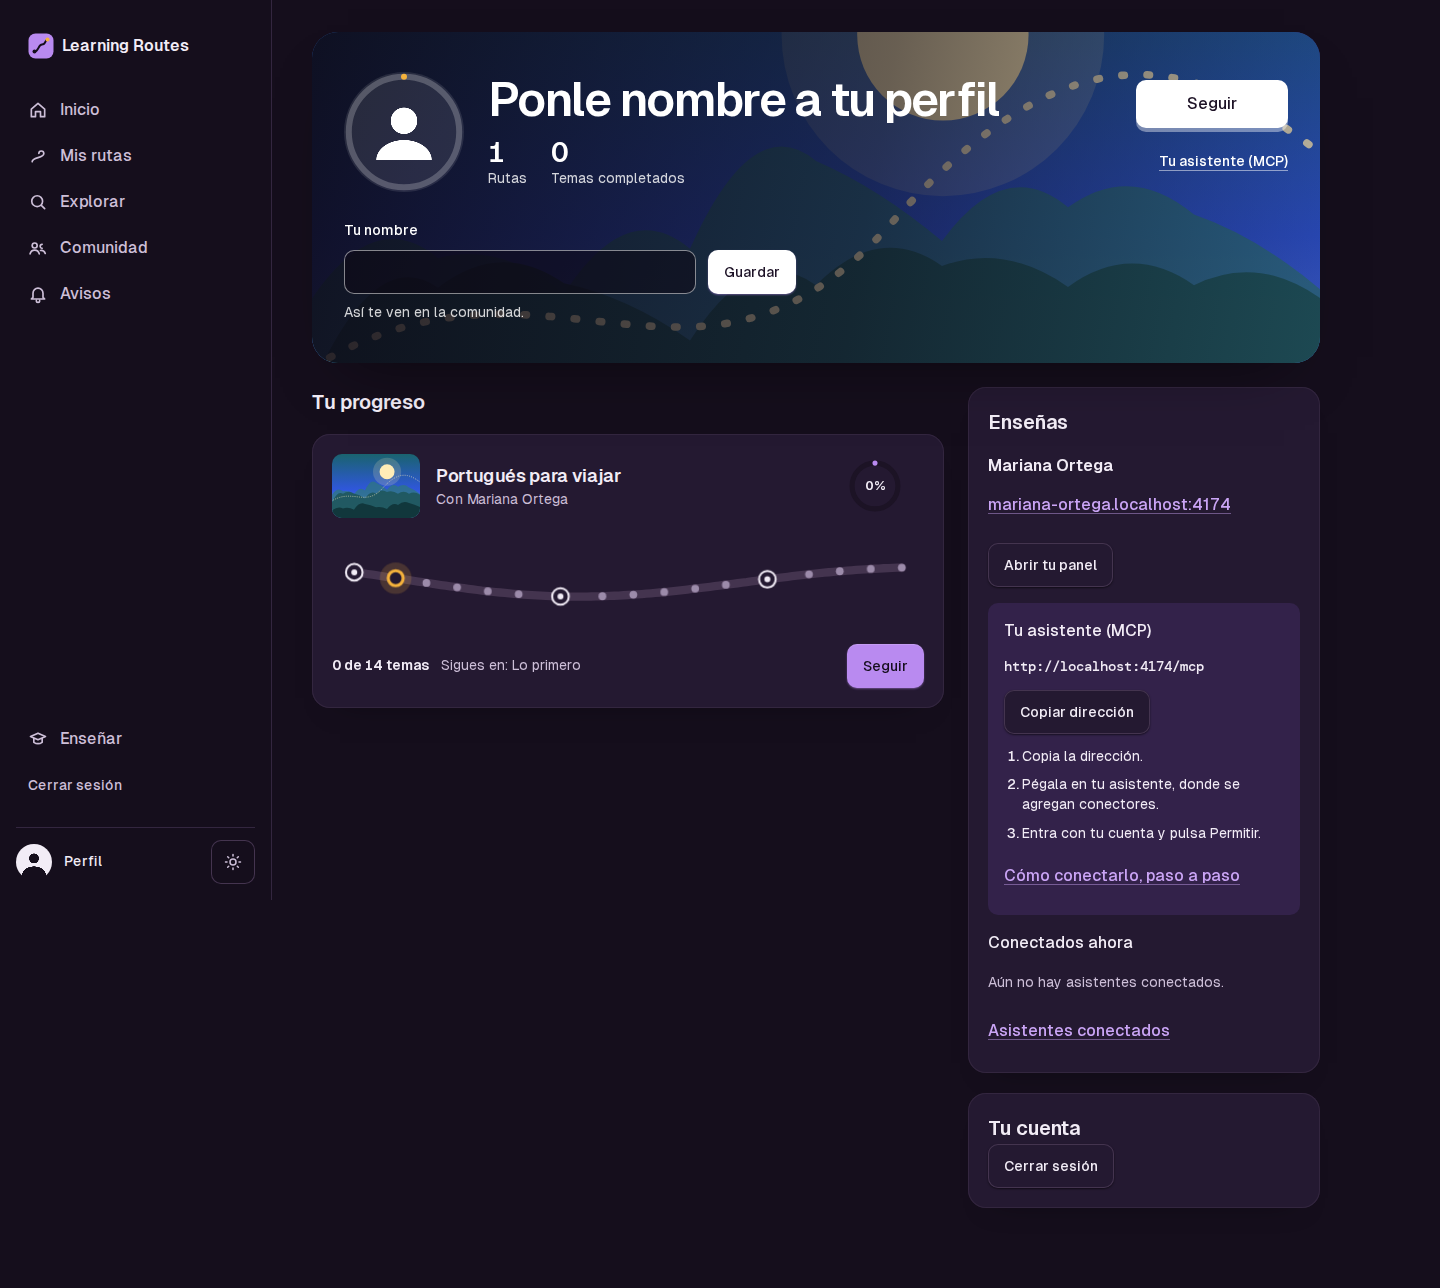 Learning Routes
Inicio
Mis rutas
Explorar
Comunidad
Avisos
Enseñar
Cerrar sesión
Perfil
Ponle nombre a tu perfil
1
Rutas
0
Temas completados
Seguir
Tu asistente (MCP)
Tu nombre
Guardar
Así te ven en la comunidad.
Tu progreso
Portugués para viajar
Con Mariana Ortega
0%
0 de 14 temas
Sigues en: Lo primero
Seguir
Enseñas
Mariana Ortega
mariana-ortega.localhost:4174
Abrir tu panel
Tu asistente (MCP)
http://localhost:4174/mcp
Copiar dirección
1. Copia la dirección.
2. Pégala en tu asistente, donde se
agregan conectores.
3. Entra con tu cuenta y pulsa Permitir.
Cómo conectarlo, paso a paso
Conectados ahora
Aún no hay asistentes conectados.
Asistentes conectados
Tu cuenta
Cerrar sesión